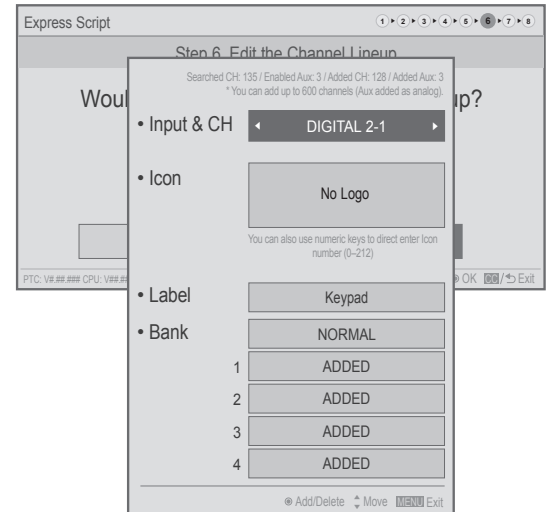 Express Script
1 2 3 4 5 6 7 8
Step 6. Edit the Channel Lineup
Searched CH: 135 / Enabled Aux: 3 / Added CH: 128 / Added Aux: 3
* You can add up to 600 channels (Aux added as analog).
• Input & CH
DIGITAL 2-1
• Icon
No Logo
You can also use numeric keys to direct enter Icon
number (0–212)
PTC: V#.##.### CPU: V##.##
OK CC / Exit
• Label
Keypad
• Bank
NORMAL
1 ADDED
2 ADDED
3 ADDED
4 ADDED
Add/Delete Move MENU Exit